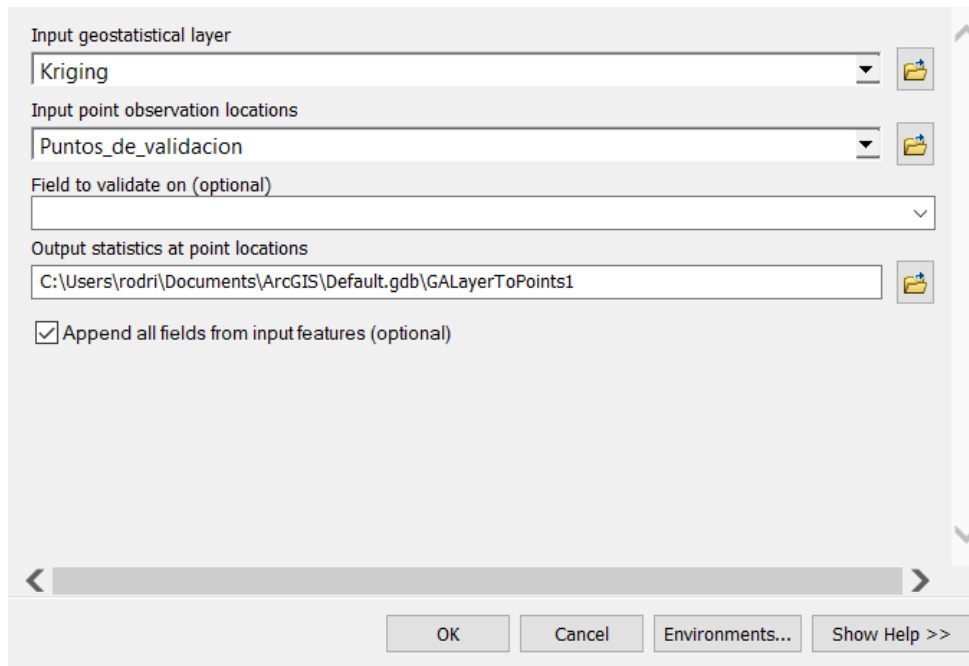 Input geostatistical layer
Kriging
Input point observation locations
Puntos_de_validacion
Field to validate on (optional)
Output statistics at point locations
C:\Users\rodri\Documents\ArcGIS\Default.gdb\GALayerToPoints1
Append all fields from input features (optional)
OK Cancel Environments... Show Help >>